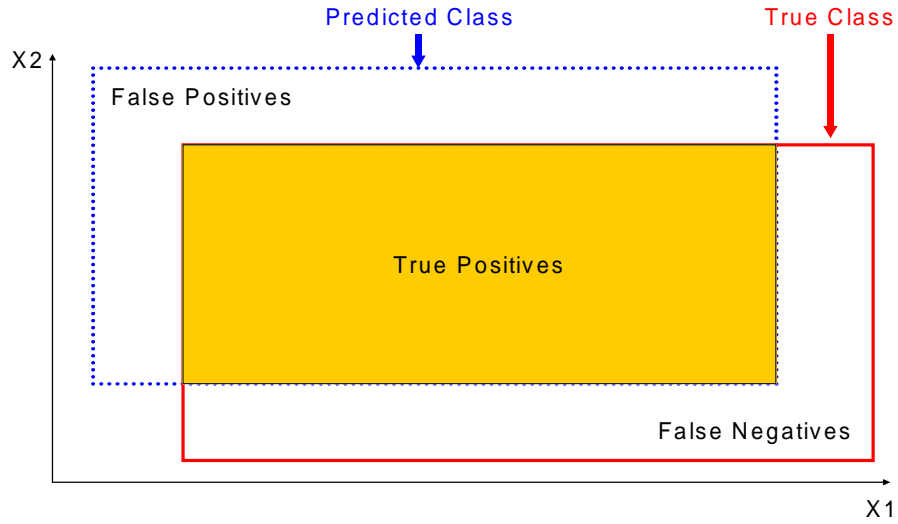 Predicted Class
True Class
X2
False Positives
True Positives
False Negatives
X1